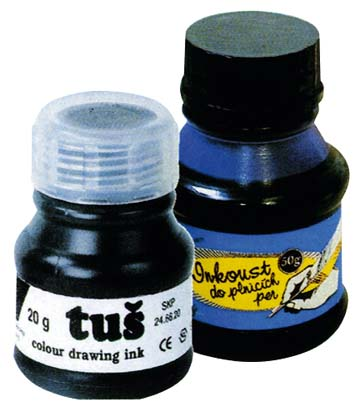 20 g
tuš
SKP
24.66.20
colour drawing ink
CE
Inkoust
50g
do plnicích
per